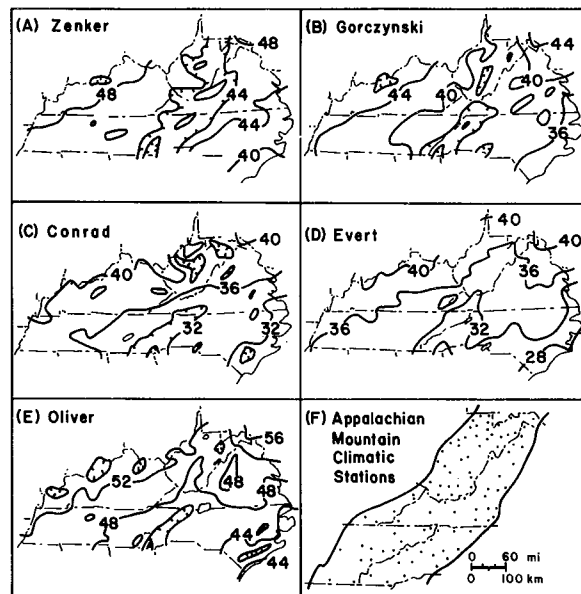 (A) Zenker
48
48
44
44
40
(B) Gorczynski
44
44
40
40
36
(C) Conrad
40
40
36
32
32
(D) Evert
40
40
40
36
36
32
28
(E) Oliver
56
52
48
48
48
44
44
(F) Appalachian
Mountain
Climatic
Stations
0 60 mi
0 100 km